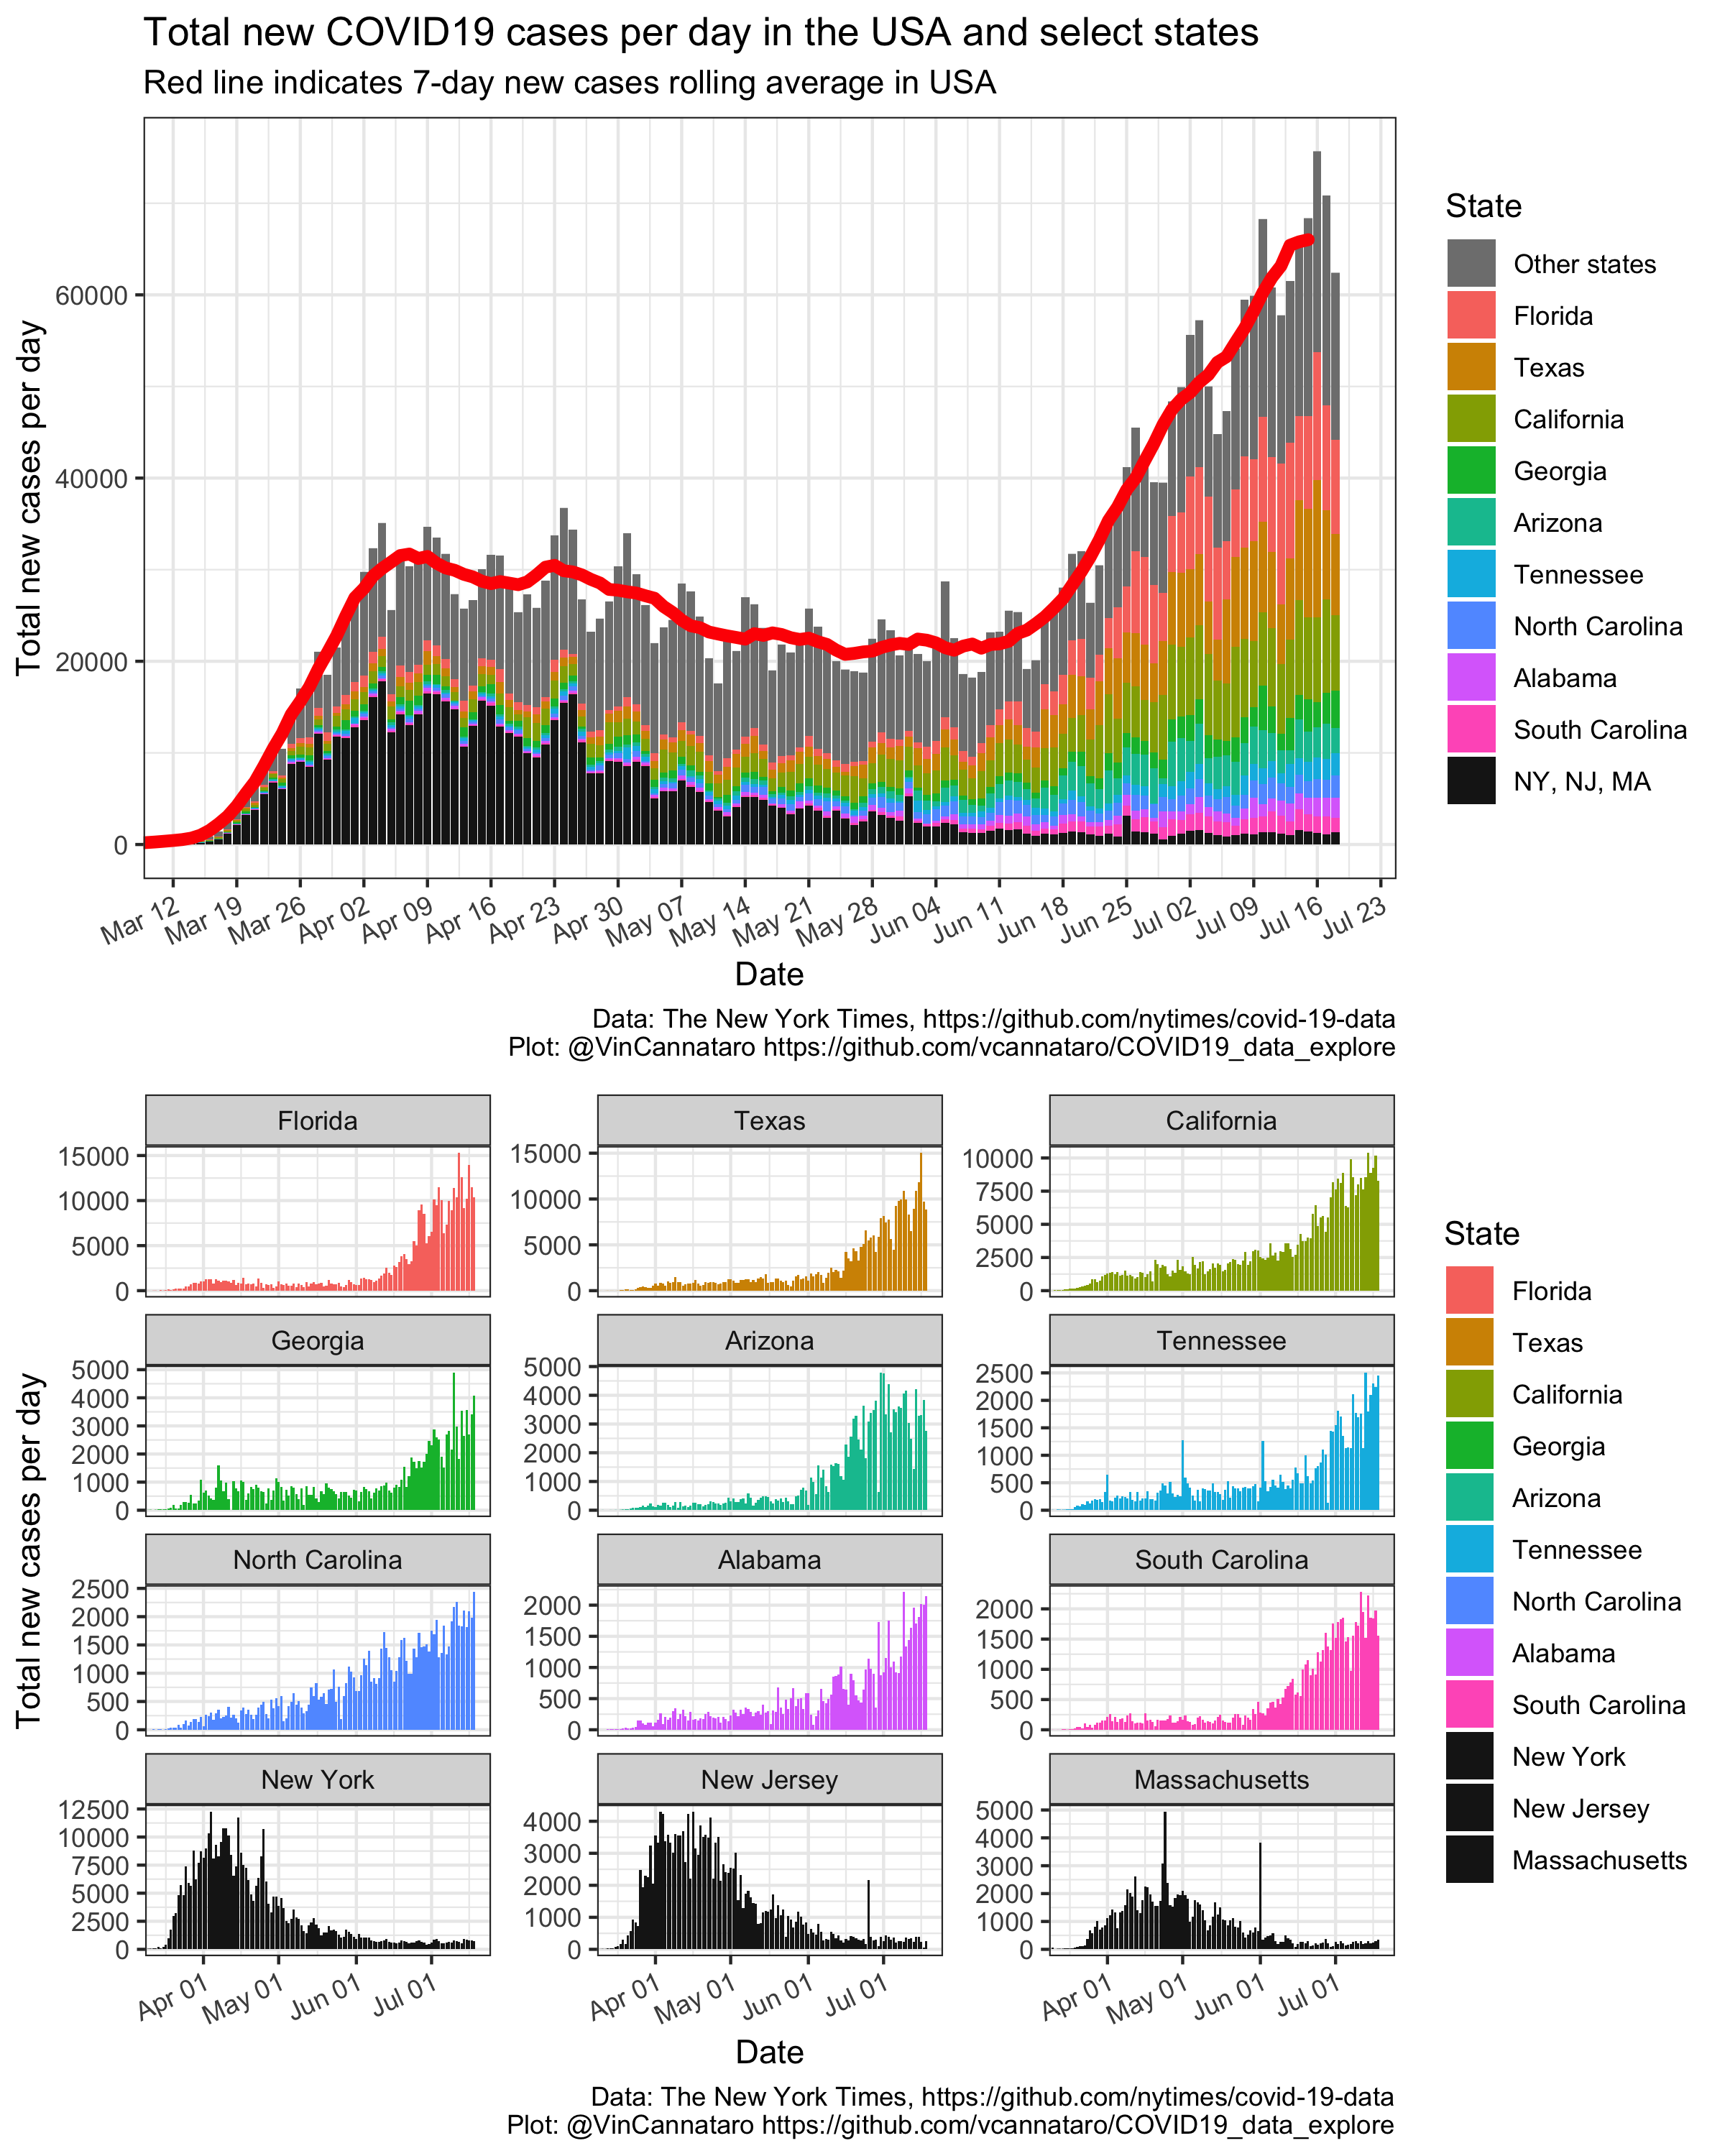 Total new COVID19 cases per day in the USA and select states
Red line indicates 7-day new cases rolling average in USA
Total new cases per day
60000
40000
20000
0
Mar 12 Mar 19 Mar 26 Apr 02 Apr 09 Apr 16 Apr 23 Apr 30 May 07 May 14 May 21 May 28 Jun 04 Jun 11 Jun 18 Jun 25 Jul 02 Jul 09 Jul 16 Jul 23
Date
State
Other states
Florida
Texas
California
Georgia
Arizona
Tennessee
North Carolina
Alabama
South Carolina
NY, NJ, MA
Data: The New York Times, https://github.com/nytimes/covid-19-data
Plot: @VinCannataro https://github.com/vcannataro/COVID19_data_explore
Total new cases per day
Florida
15000
10000
5000
0
Texas
15000
10000
5000
0
California
10000
7500
5000
2500
0
Georgia
5000
4000
3000
2000
1000
0
Arizona
5000
4000
3000
2000
1000
0
Tennessee
2500
2000
1500
1000
500
0
North Carolina
2500
2000
1500
1000
500
0
Alabama
2000
1500
1000
500
0
South Carolina
2000
1500
1000
500
0
New York
12500
10000
7500
5000
2500
0
New Jersey
4000
3000
2000
1000
0
Massachusetts
5000
4000
3000
2000
1000
0
Apr 01 May 01 Jun 01 Jul 01
Apr 01 May 01 Jun 01 Jul 01
Apr 01 May 01 Jun 01 Jul 01
Date
State
Florida
Texas
California
Georgia
Arizona
Tennessee
North Carolina
Alabama
South Carolina
New York
New Jersey
Massachusetts
Data: The New York Times, https://github.com/nytimes/covid-19-data
Plot: @VinCannataro https://github.com/vcannataro/COVID19_data_explore